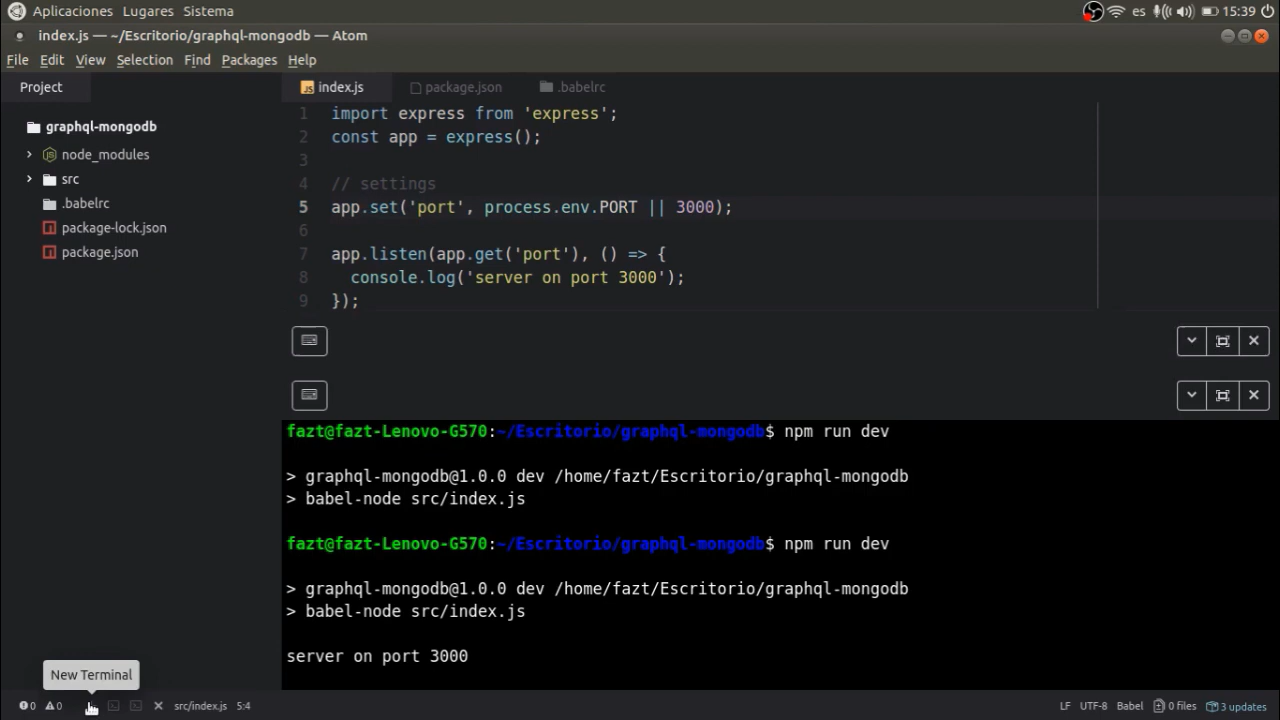 Aplicaciones Lugares Sistema
es 15:39
index.js — ~/Escritorio/graphql-mongodb — Atom
File Edit View Selection Find Packages Help
Project
index.js package.json .babelrc
graphql-mongodb
node_modules
src
.babelrc
package-lock.json
package.json
1 import express from 'express';
2 const app = express();
3
4 // settings
5 app.set('port', process.env.PORT || 3000);
6
7 app.listen(app.get('port'), () => {
8 console.log('server on port 3000');
9 });
fazt@fazt-Lenovo-G570:~/Escritorio/graphql-mongodb$ npm run dev
> graphql-mongodb@1.0.0 dev /home/fazt/Escritorio/graphql-mongodb
> babel-node src/index.js
fazt@fazt-Lenovo-G570:~/Escritorio/graphql-mongodb$ npm run dev
> graphql-mongodb@1.0.0 dev /home/fazt/Escritorio/graphql-mongodb
> babel-node src/index.js
server on port 3000
New Terminal
0 0 src/index.js 5:4 LF UTF-8 Babel 0 files 3 updates